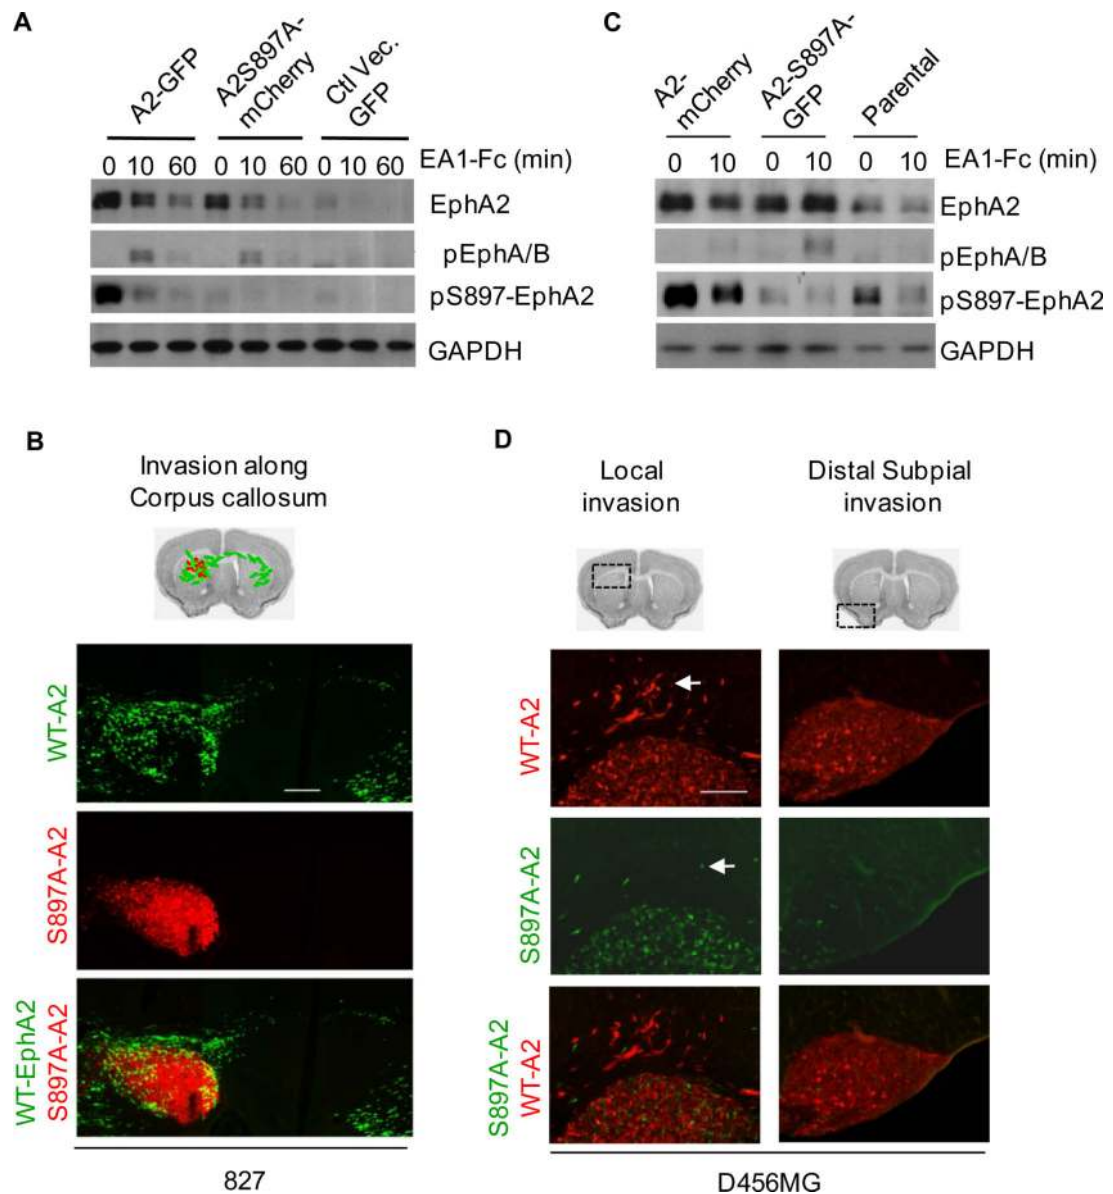 A
A2-GFP
A2S897A-
mCherry
Ctl Vec.
GFP
0 10 60 0 10 60 0 10 60 EA1-Fc (min)
EphA2
pEphA/B
pS897-EphA2
GAPDH
C
A2-
mCherry
A2-S897A-
GFP
Parental
0 10 0 10 0 10 EA1-Fc (min)
EphA2
pEphA/B
pS897-EphA2
GAPDH
B
Invasion along
Corpus callosum
WT-A2
S897A-A2
WT-EphA2
S897A-A2
827
D
Local
invasion
Distal Subpial
invasion
WT-A2
S897A-A2
S897A-A2
WT-A2
D456MG